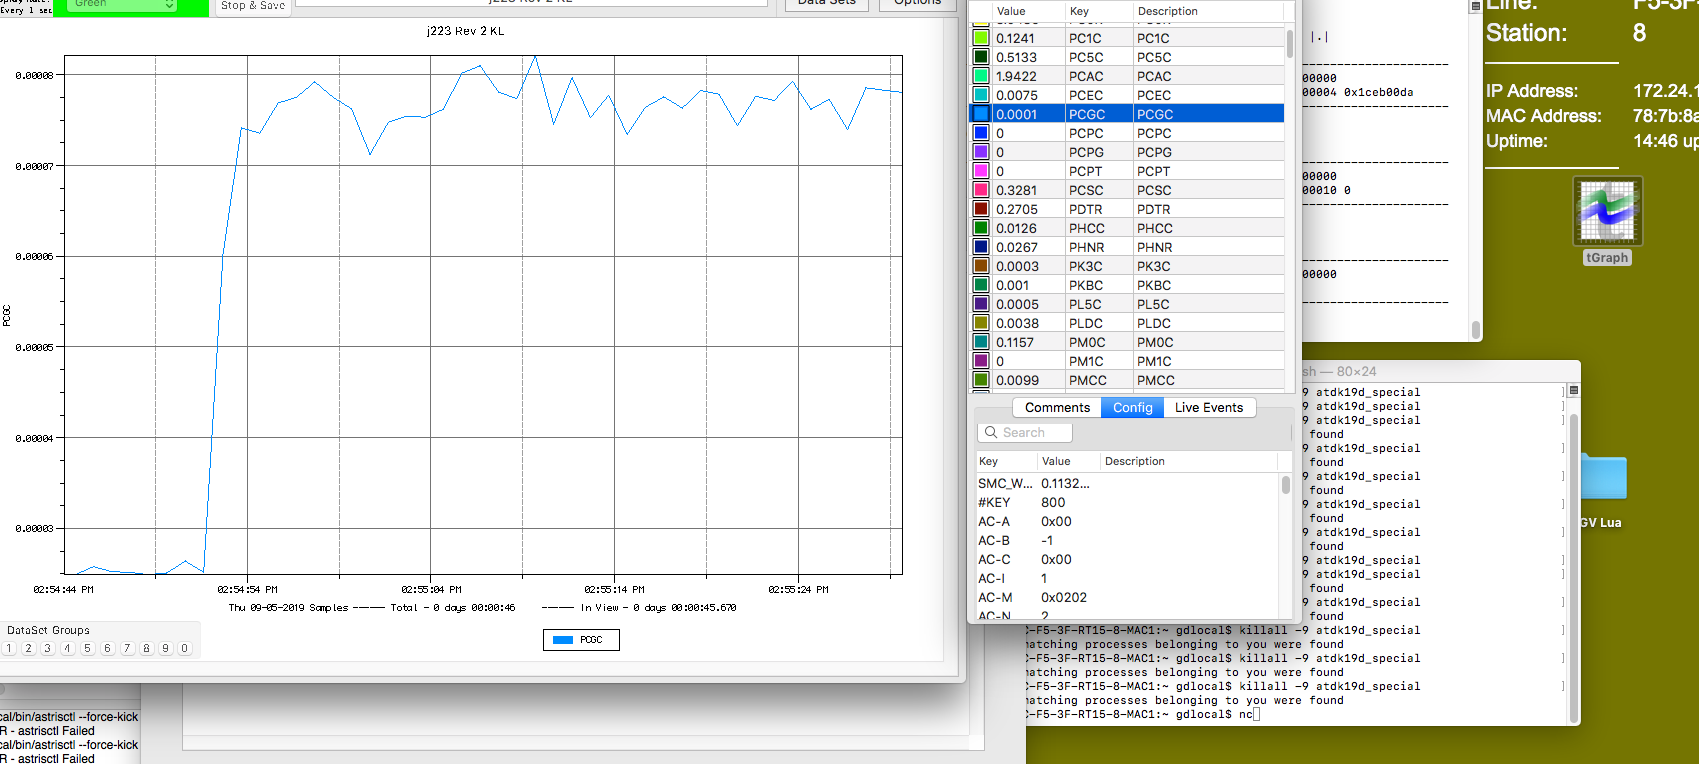 Every 1 sec
Green
Stop & Save
j223 Rev 2 KL
Data Sets
Options
j223 Rev 2 KL
0.00008
0.00007
0.00006
0.00005
0.00004
0.00003
PCGC
02:54:44 PM
02:54:54 PM
02:55:04 PM
02:55:14 PM
02:55:24 PM
Thu 09-05-2019 Samples ----- Total - 0 days 00:00:46 ----- In View - 0 days 00:00:45.670
PCGC
DataSet Groups
1 2 3 4 5 6 7 8 9 0
cal/bin/astrisctl --force-kick
R - astrisctl Failed
cal/bin/astrisctl --force-kick
R - astrisctl Failed
Value Key Description
0.1241 PC1C PC1C
0.5133 PC5C PC5C
1.9422 PCAC PCAC
0.0075 PCEC PCEC
0.0001 PCGC PCGC
0 PCPC PCPC
0 PCPG PCPG
0 PCPT PCPT
0.3281 PCSC PCSC
0.2705 PDTR PDTR
0.0126 PHCC PHCC
0.0267 PHNR PHNR
0.0003 PK3C PK3C
0.001 PKBC PKBC
0.0005 PL5C PL5C
0.0038 PLDC PLDC
0.1157 PM0C PM0C
0 PM1C PM1C
0.0099 PMCC PMCC
Comments Config Live Events
Search
Key Value Description
SMC_W... 0.1132...
#KEY 800
AC-A 0x00
AC-B -1
AC-C 0x00
AC-I 1
AC-M 0x0202
AC-N 2
|.|
00000
00004 0x1ceb00da
00000
00010 0
00000
Line: F5-3F-
Station: 8
IP Address: 172.24.1
MAC Address: 78:7b:8a
Uptime: 14:46 up
tGraph
GV Lua
sh — 80×24
9 atdk19d_special ]
9 atdk19d_special ]
9 atdk19d_special ]
found
9 atdk19d_special ]
found
9 atdk19d_special ]
found
9 atdk19d_special ]
found
9 atdk19d_special ]
found
9 atdk19d_special ]
9 atdk19d_special ]
found
9 atdk19d_special ]
found
C-F5-3F-RT15-8-MAC1:~ gdlocal$ killall -9 atdk19d_special ]
matching processes belonging to you were found
C-F5-3F-RT15-8-MAC1:~ gdlocal$ killall -9 atdk19d_special ]
matching processes belonging to you were found
C-F5-3F-RT15-8-MAC1:~ gdlocal$ killall -9 atdk19d_special ]
matching processes belonging to you were found
C-F5-3F-RT15-8-MAC1:~ gdlocal$ nc